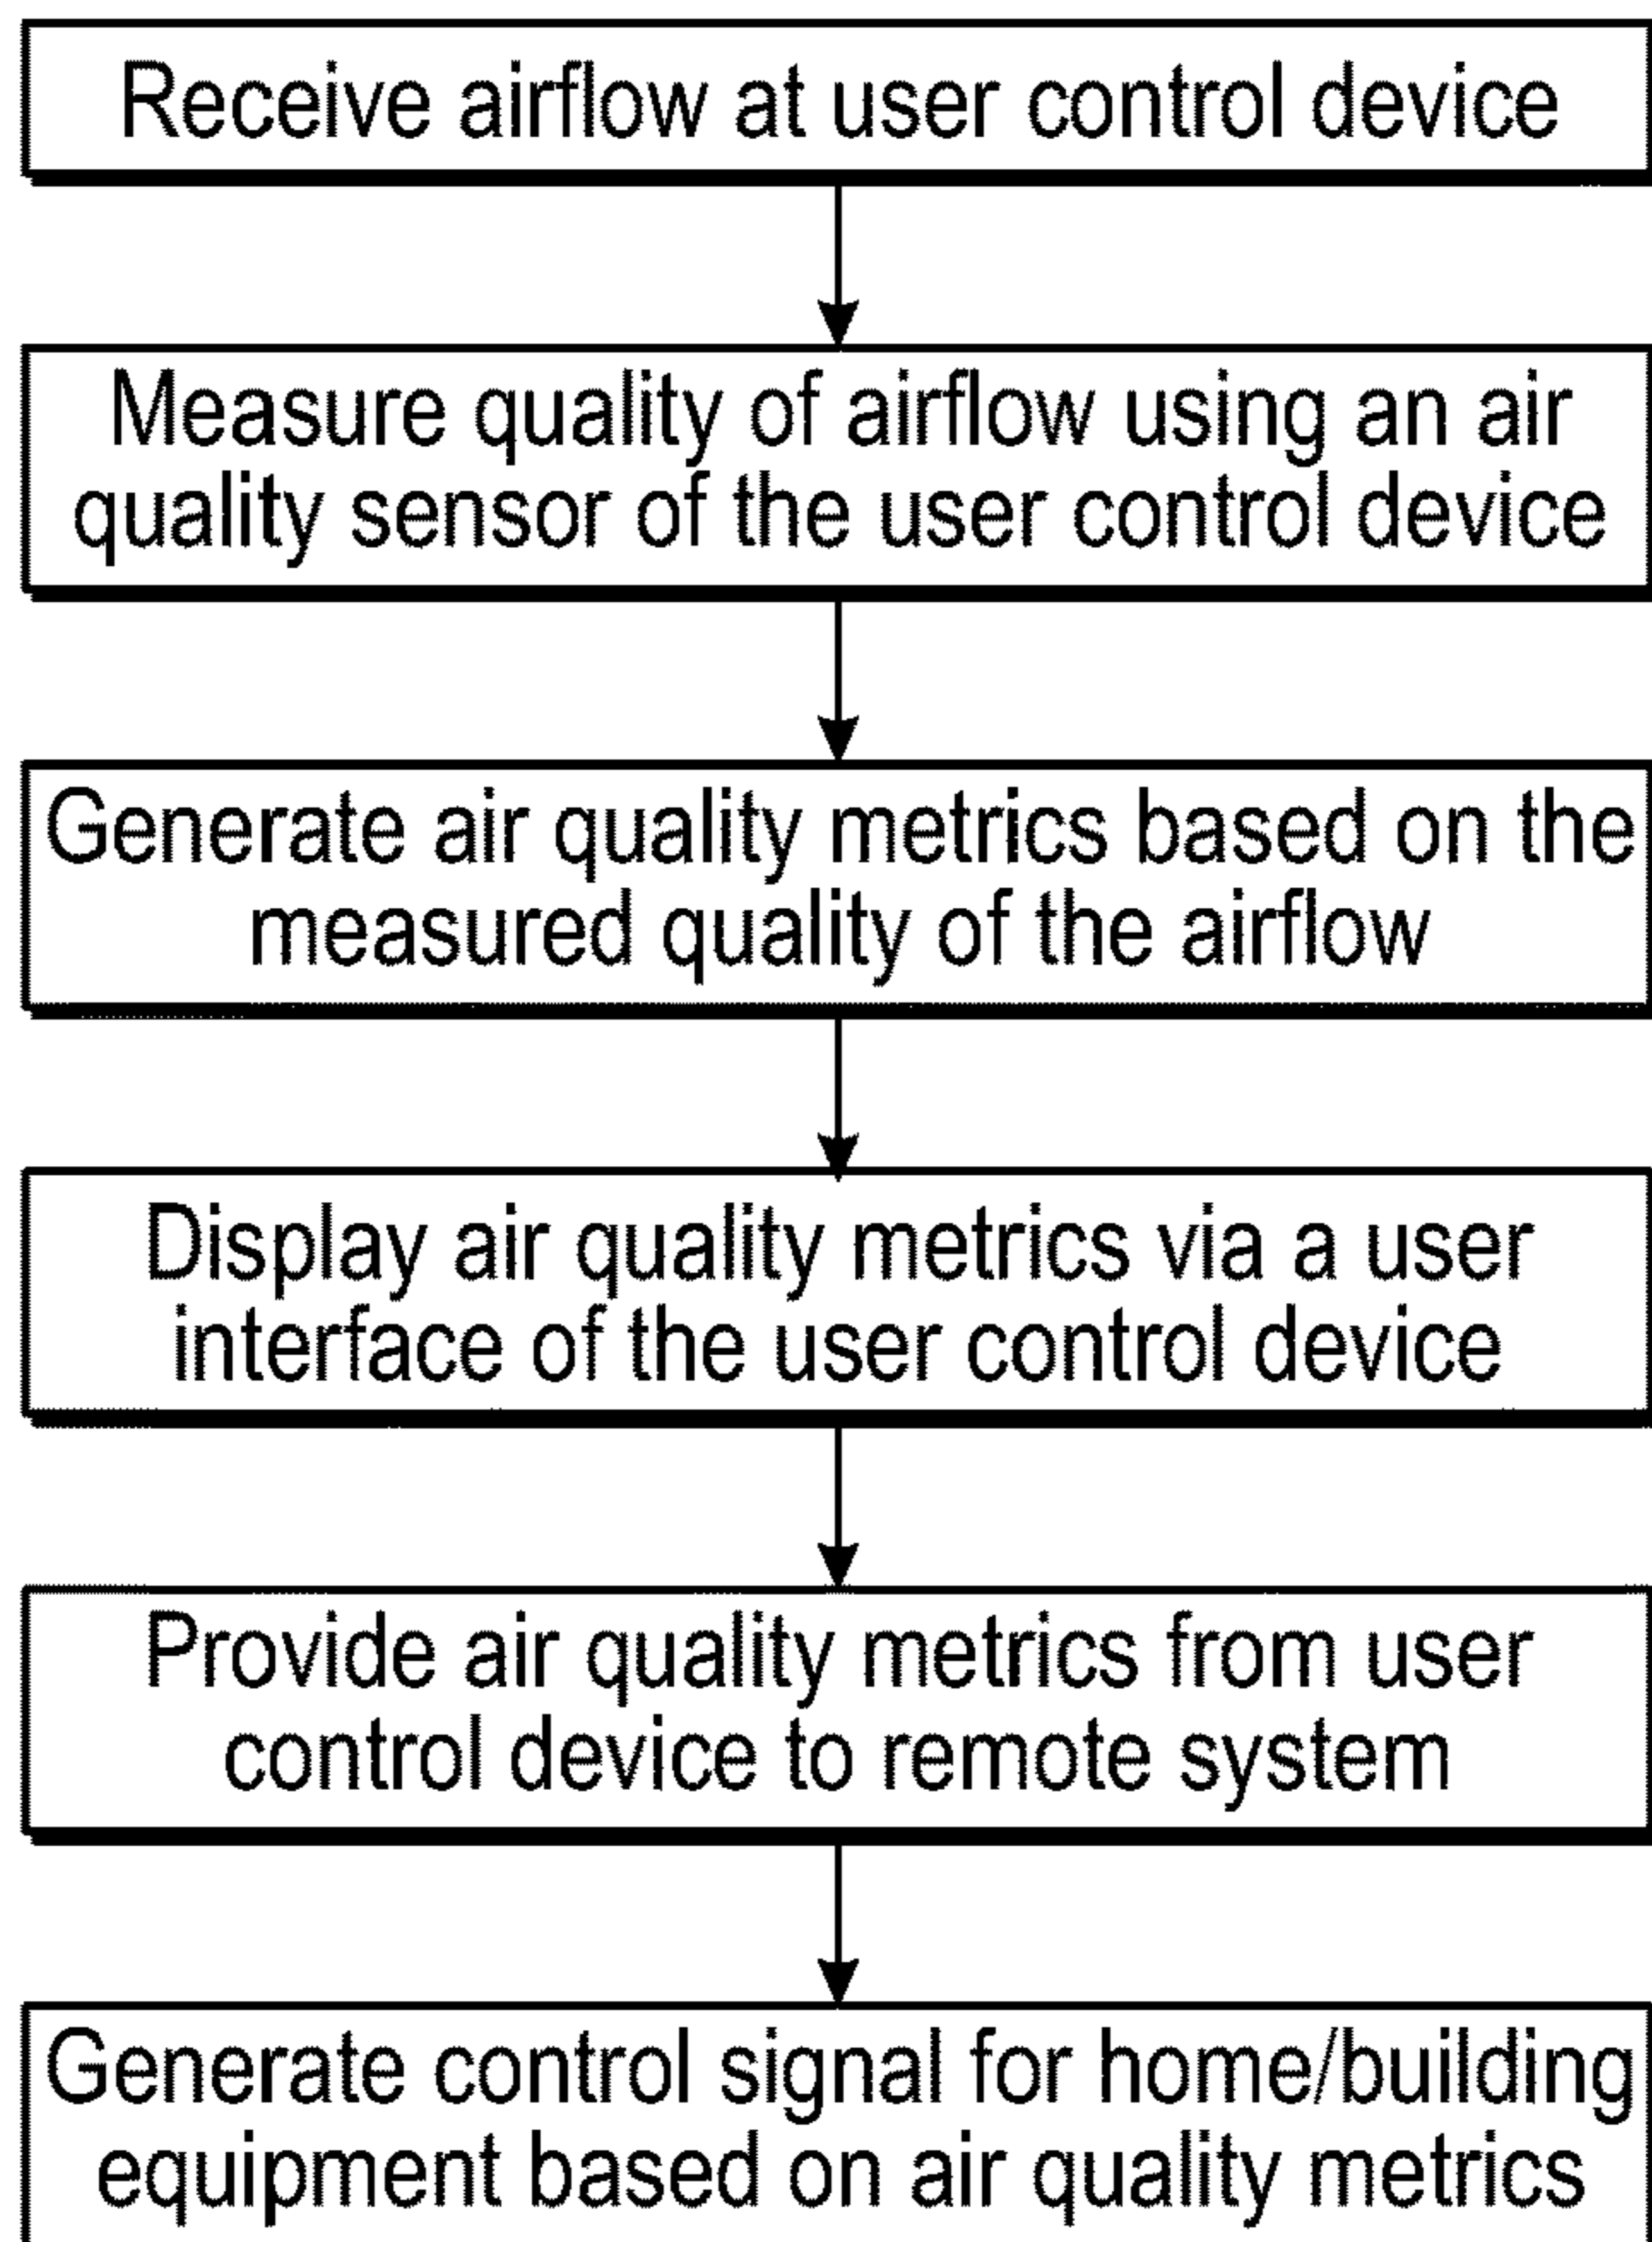 Receive airflow at user control device
Measure quality of airflow using an air
quality sensor of the user control device
Generate air quality metrics based on the
measured quality of the airflow
Display air quality metrics via a user
interface of the user control device
Provide air quality metrics from user
control device to remote system
Generate control signal for home/building
equipment based on air quality metrics